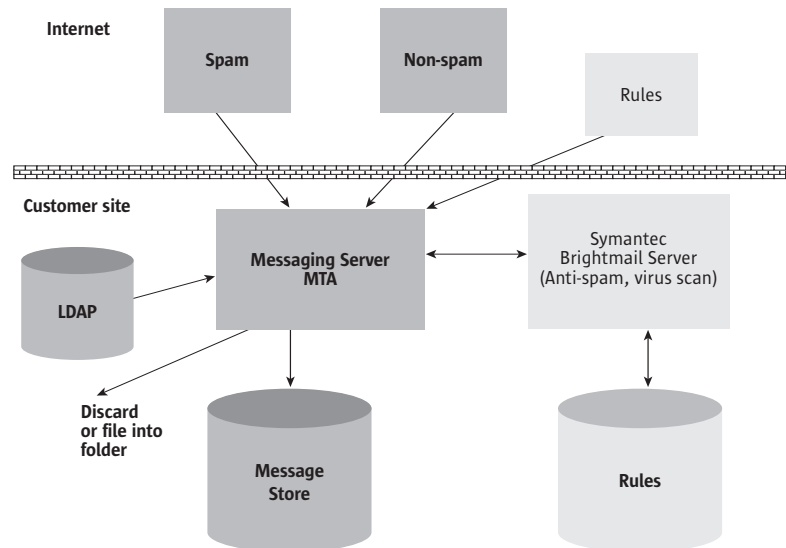 Internet
Spam
Non-spam
Rules
Customer site
Messaging Server
MTA
Symantec
Brightmail Server
(Anti-spam, virus scan)
LDAP
Discard
or file into
folder
Message
Store
Rules